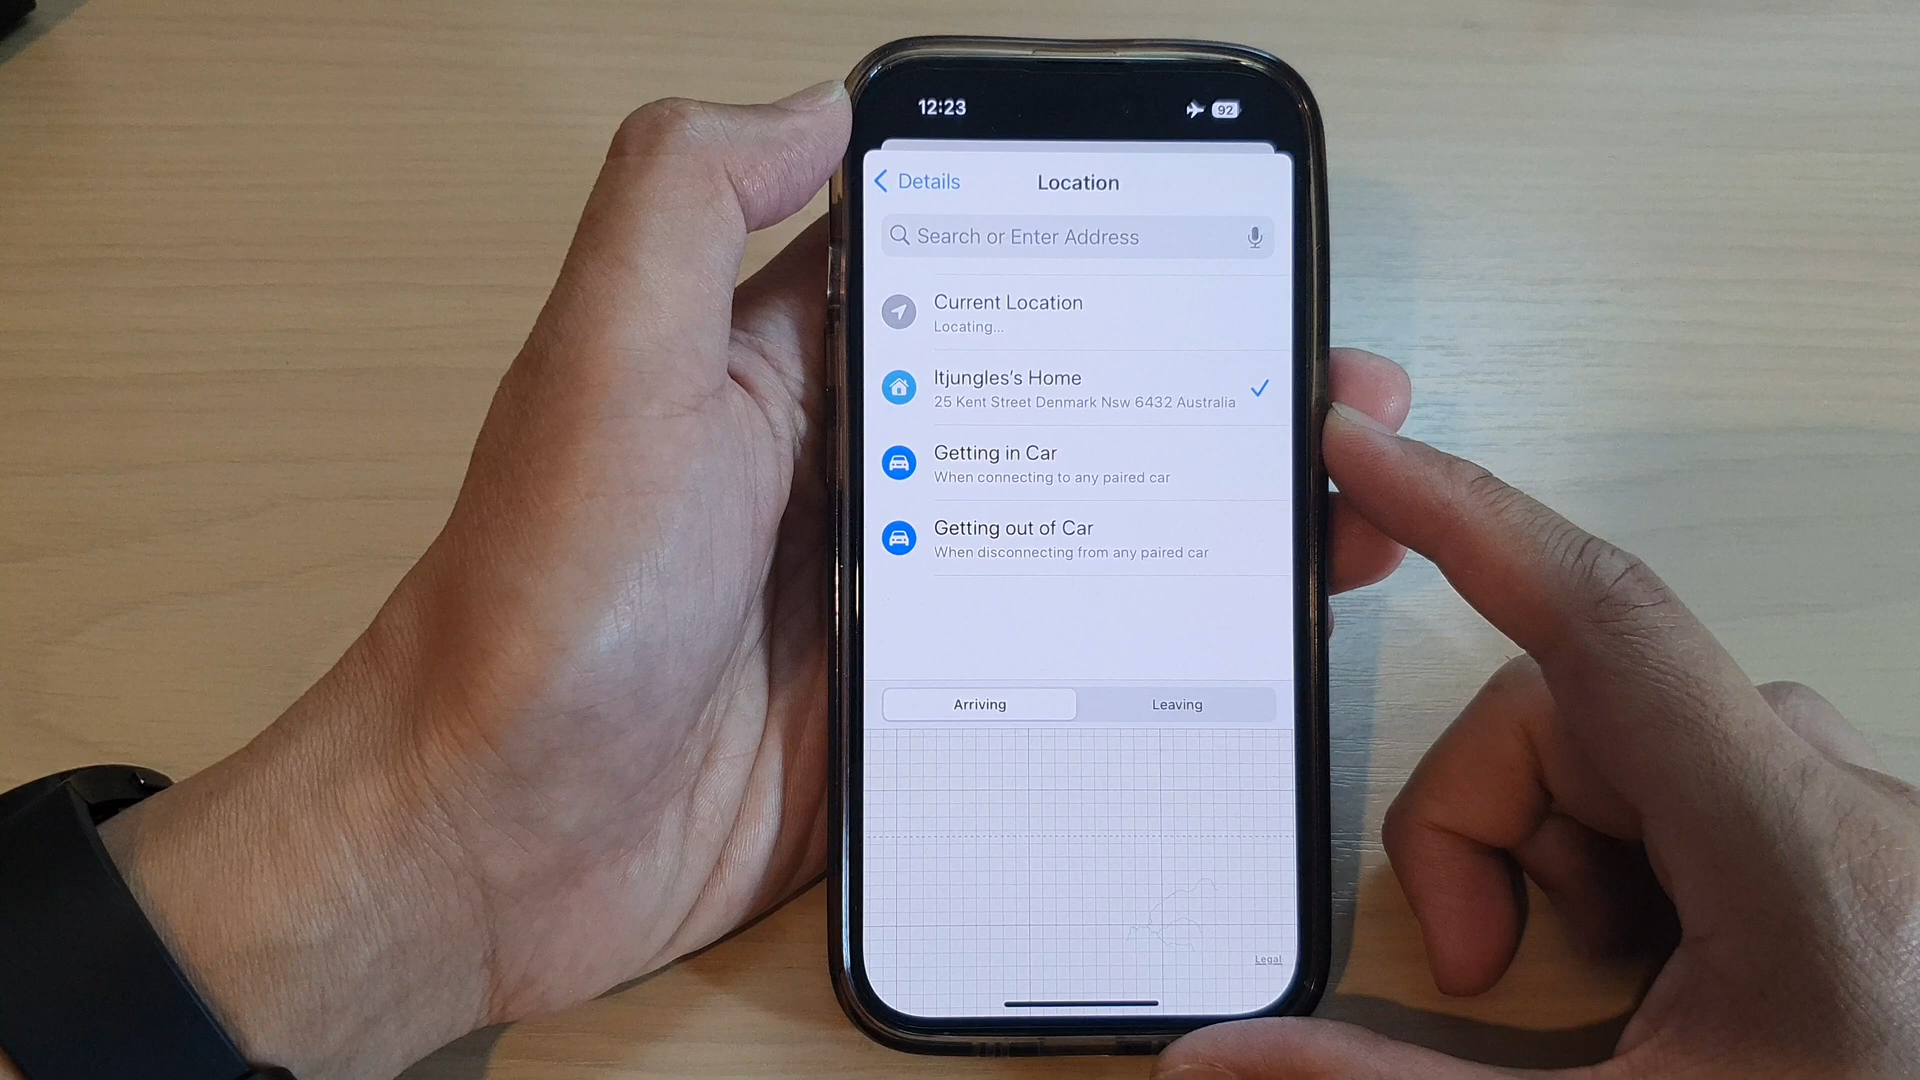 12:23
92
Details
Location
Search or Enter Address
Current Location
Locating...
Itjungles's Home
25 Kent Street Denmark Nsw 6432 Australia
Getting in Car
When connecting to any paired car
Getting out of Car
When disconnecting from any paired car
Arriving
Leaving
Legal